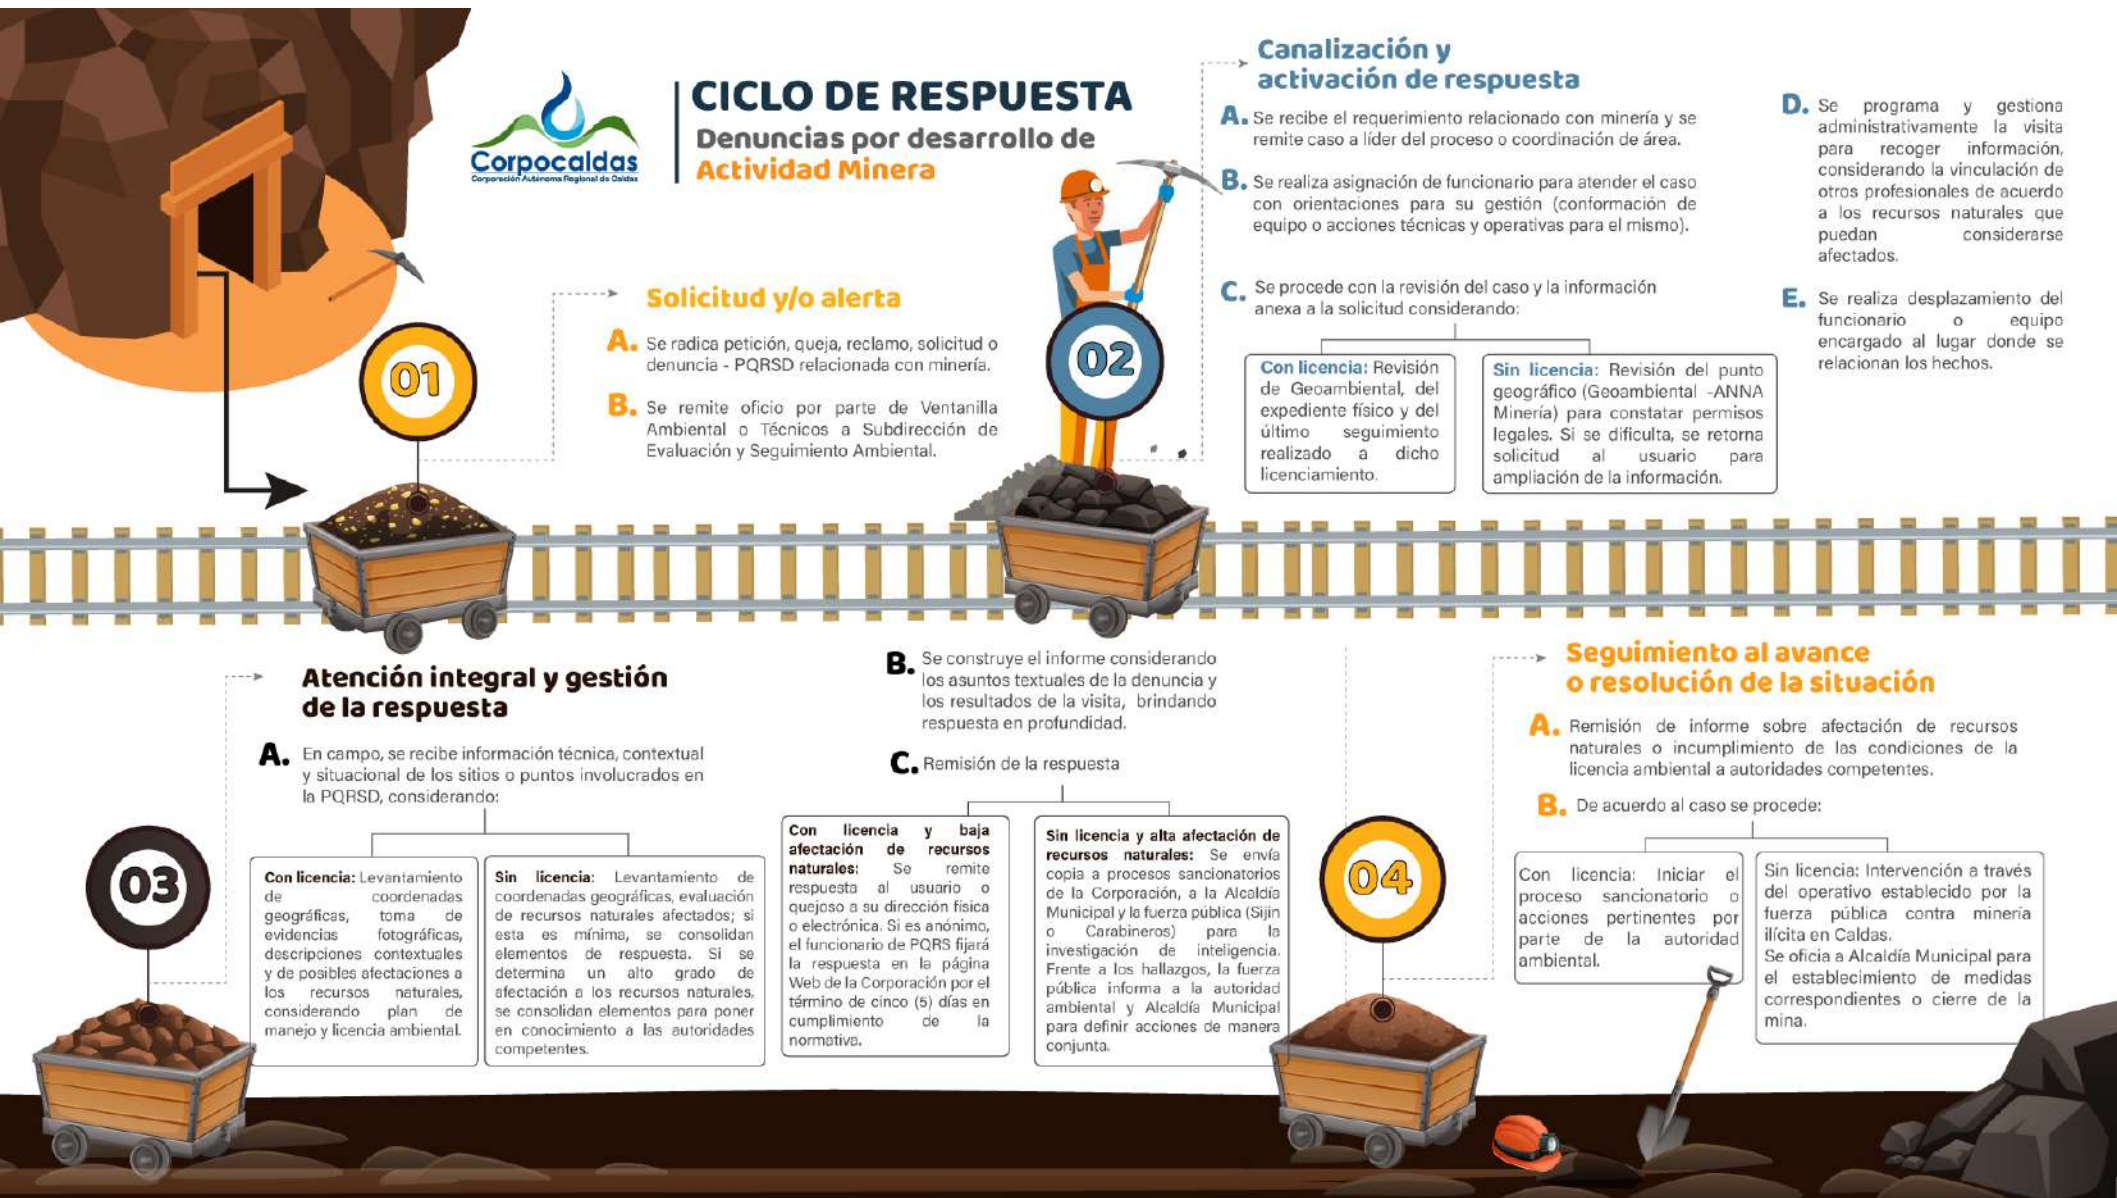 Corpocaldas
Corporación Autónoma Regional de Caldas
CICLO DE RESPUESTA
Denuncias por desarrollo de
Actividad Minera
01
Solicitud y/o alerta
A. Se radica petición, queja, reclamo, solicitud o
denuncia - PQRSD relacionada con minería.
B. Se remite oficio por parte de Ventanilla
Ambiental o Técnicos a Subdirección de
Evaluación y Seguimiento Ambiental.
02
Canalización y
activación de respuesta
A. Se recibe el requerimiento relacionado con minería y se
remite caso a líder del proceso o coordinación de área.
B. Se realiza asignación de funcionario para atender el caso
con orientaciones para su gestión (conformación de
equipo o acciones técnicas y operativas para el mismo).
C. Se procede con la revisión del caso y la información
anexa a la solicitud considerando:
Con licencia: Revisión
de Geoambiental, del
expediente físico y del
último seguimiento
realizado a dicho
licenciamiento.
Sin licencia: Revisión del punto
geográfico (Geoambiental -ANNA
Minería) para constatar permisos
legales. Si se dificulta, se retorna
solicitud al usuario para
ampliación de la información.
D. Se programa y gestiona
administrativamente la visita
para recoger información,
considerando la vinculación de
otros profesionales de acuerdo
a los recursos naturales que
puedan considerarse
afectados.
E. Se realiza desplazamiento del
funcionario o equipo
encargado al lugar donde se
relacionan los hechos.
03
Atención integral y gestión
de la respuesta
A. En campo, se recibe información técnica, contextual
y situacional de los sitios o puntos involucrados en
la PQRSD, considerando:
Con licencia: Levantamiento
de coordenadas
geográficas, toma de
evidencias fotográficas,
descripciones contextuales
y de posibles afectaciones a
los recursos naturales,
considerando plan de
manejo y licencia ambiental.
Sin licencia: Levantamiento de
coordenadas geográficas, evaluación
de recursos naturales afectados; si
esta es mínima, se consolidan
elementos de respuesta. Si se
determina un alto grado de
afectación a los recursos naturales,
se consolidan elementos para poner
en conocimiento a las autoridades
competentes.
B. Se construye el informe considerando
los asuntos textuales de la denuncia y
los resultados de la visita, brindando
respuesta en profundidad.
C. Remisión de la respuesta
Con licencia y baja
afectación de recursos
naturales: Se remite
respuesta al usuario o
quejoso a su dirección física
o electrónica. Si es anónimo,
el funcionario de PQRS fijará
la respuesta en la página
Web de la Corporación por el
término de cinco (5) días en
cumplimiento de la
normativa.
Sin licencia y alta afectación de
recursos naturales: Se envía
copia a procesos sancionatorios
de la Corporación, a la Alcaldía
Municipal y la fuerza pública (Sijin
o Carabineros) para la
investigación de inteligencia.
Frente a los hallazgos, la fuerza
pública informa a la autoridad
ambiental y Alcaldía Municipal
para definir acciones de manera
conjunta.
04
Seguimiento al avance
o resolución de la situación
A. Remisión de informe sobre afectación de recursos
naturales o incumplimiento de las condiciones de la
licencia ambiental a autoridades competentes.
B. De acuerdo al caso se procede:
Con licencia: Iniciar el
proceso sancionatorio o
acciones pertinentes por
parte de la autoridad
ambiental.
Sin licencia: Intervención a través
del operativo establecido por la
fuerza pública contra minería
ilícita en Caldas.
Se oficia a Alcaldía Municipal para
el establecimiento de medidas
correspondientes o cierre de la
mina.